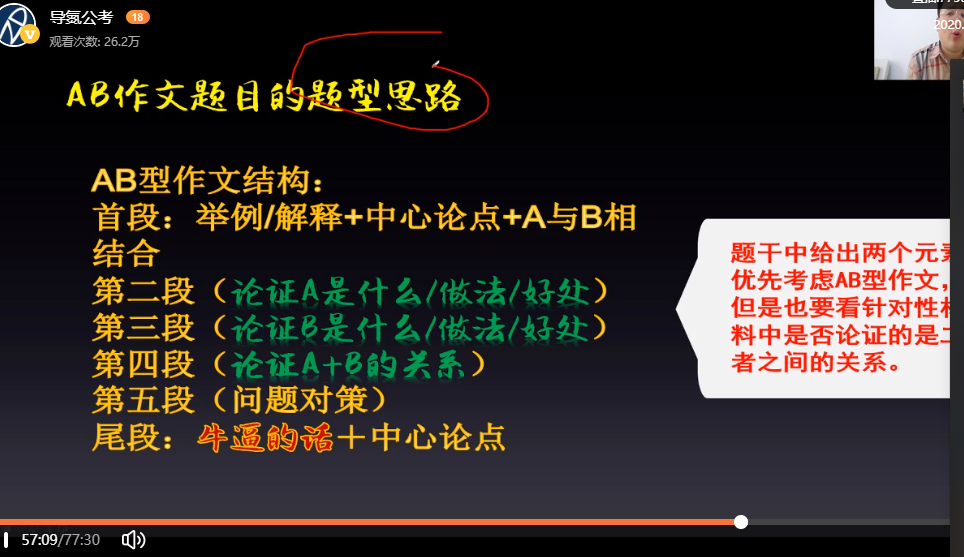 导氮公考 18
观看次数: 26.2万
2020.
AB作文题目的题型思路
AB型作文结构：
首段：举例/解释+中心论点+A与B相
结合
第二段（论证A是什么/做法/好处）
第三段（论证B是什么/做法/好处）
第四段（论证A+B的关系）
第五段（问题对策）
尾段：牛逼的话＋中心论点
题干中给出两个元
优先考虑AB型作文，
但是也要看针对性
料中是否论证的是
者之间的关系。
57:09/77:30